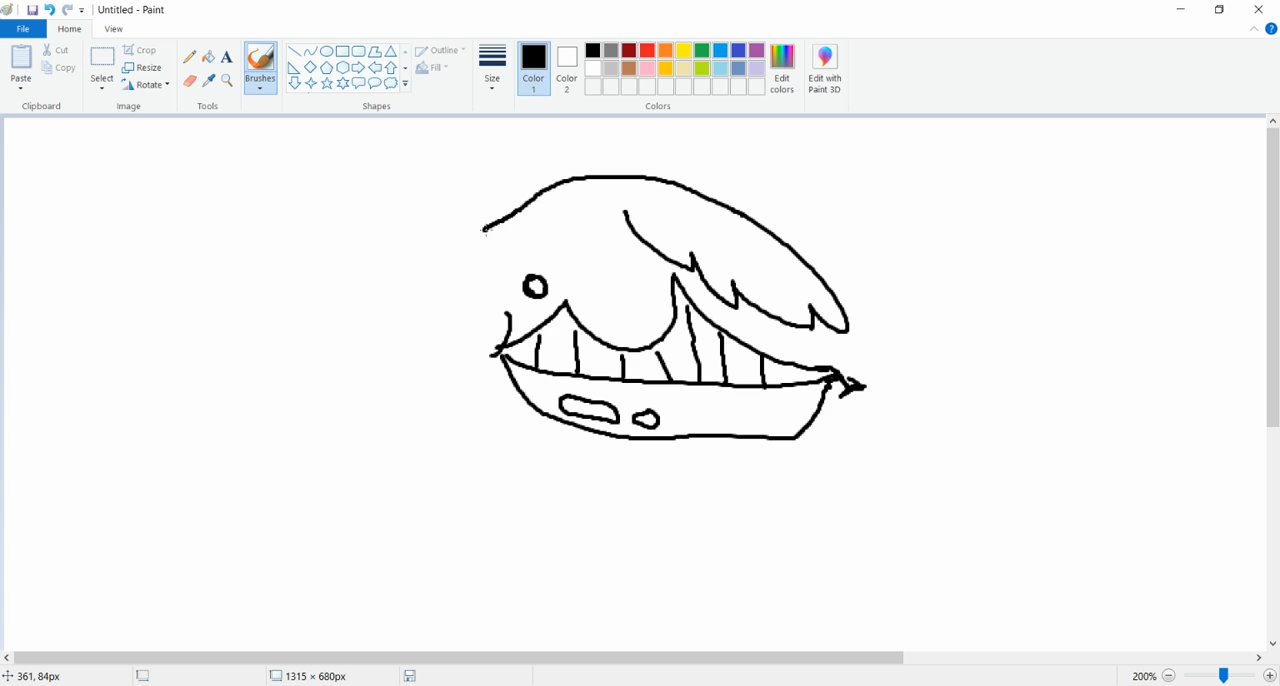 Untitled - Paint
File Home View
Paste
Cut
Copy
Clipboard
Select
Crop
Resize
Rotate
Image
Tools
Brushes
Shapes
Outline
Fill
Size
Color 1
Color 2
Edit colors
Colors
Edit with Paint 3D
361, 84px
1315 × 680px
200%